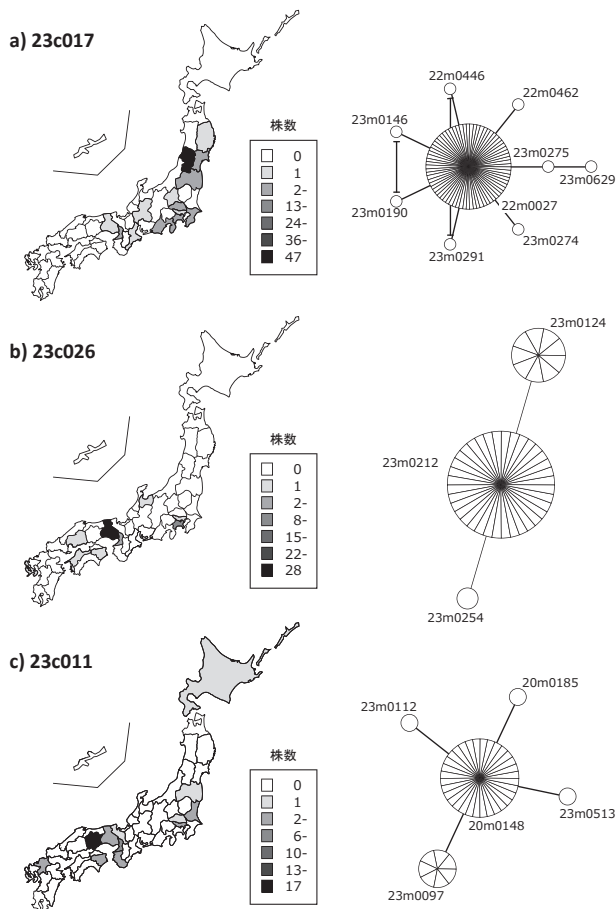 a) 23c017
株数
0
1
2-
13-
24-
36-
47
22m0446
22m0462
23m0146
23m0275
23m0629
23m0190
22m0027
23m0274
23m0291
b) 23c026
株数
0
1
2-
8-
15-
22-
28
23m0124
23m0212
23m0254
c) 23c011
株数
0
1
2-
6-
10-
13-
17
20m0185
23m0112
23m0513
20m0148
23m0097